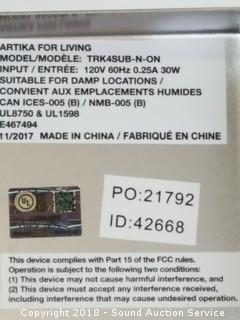 ARTIKA FOR LIVING
MODEL/MODÈLE: TRK4SUB-N-ON
INPUT / ENTRÉE: 120V 60Hz 0.25A 30W
SUITABLE FOR DAMP LOCATIONS /
CONVIENT AUX EMPLACEMENTS HUMIDES
CAN ICES-005 (B) / NMB-005 (B)
UL8750 & UL1598
E467494
11/2017 MADE IN CHINA / FABRIQUÉ EN CHINE
UL
PO:21792
ID:42668
This device complies with Part 15 of the FCC rules.
Operation is subject to the following two conditions:
(1) This device may not cause harmful interference, and
(2) This device must accept any interference received,
including interference that may cause undesired operation.
Copyright 2018 - Sound Auction Service